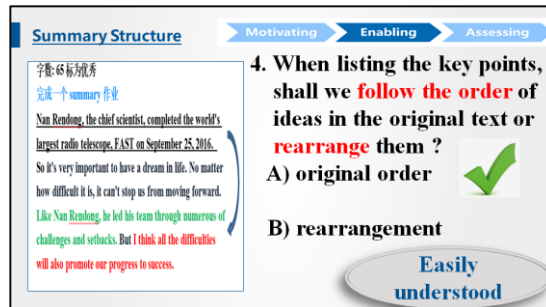 Summary Structure
Motivating
Enabling
Assessing
字数: 65 标为优秀
完成一个 summary 作业
Nan Rendong, the chief scientist, completed the world's
largest radio telescope, FAST on September 25, 2016.
So it's very important to have a dream in life. No matter
how difficult it is, it can't stop us from moving forward.
Like Nan Rendong, he led his team through numerous of
challenges and setbacks. But I think all the difficulties
will also promote our progress to success.
4. When listing the key points,
shall we follow the order of
ideas in the original text or
rearrange them ?
A) original order
B) rearrangement
Easily
understood